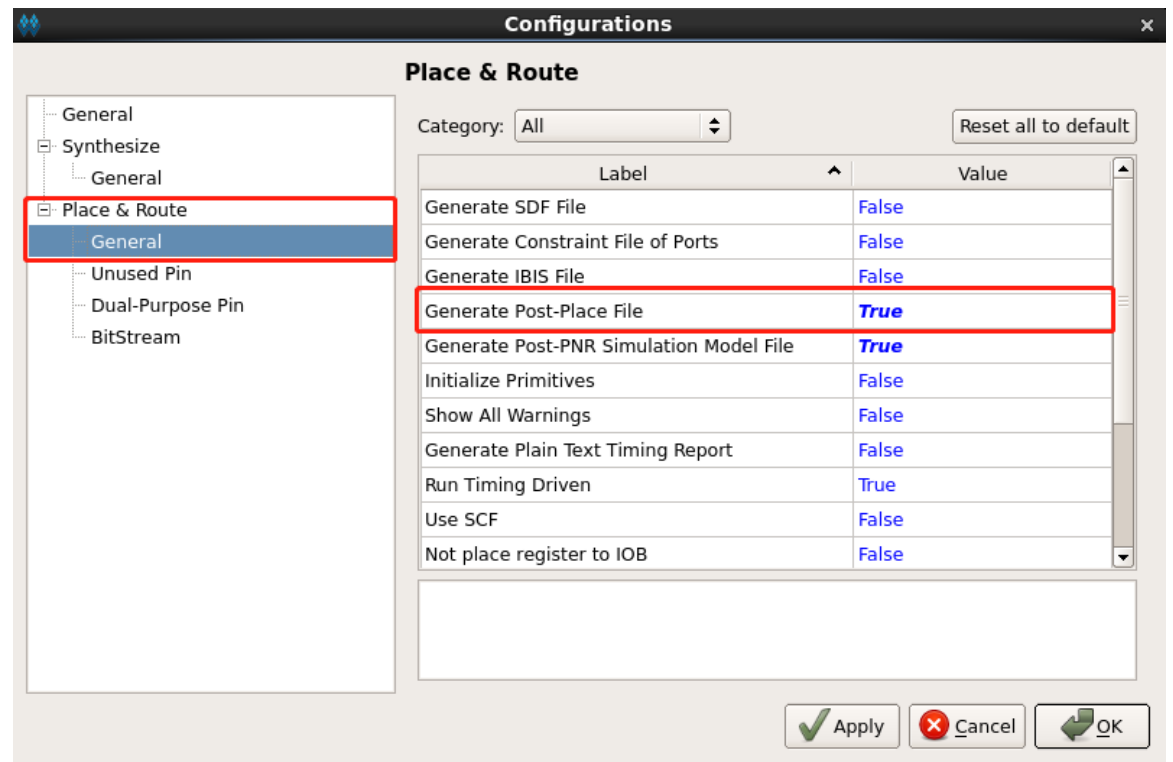 Configurations
Place & Route
General
Synthesize
General
Place & Route
General
Unused Pin
Dual-Purpose Pin
BitStream
Category: All
Reset all to default
Label Value
Generate SDF File False
Generate Constraint File of Ports False
Generate IBIS File False
Generate Post-Place File True
Generate Post-PNR Simulation Model File True
Initialize Primitives False
Show All Warnings False
Generate Plain Text Timing Report False
Run Timing Driven True
Use SCF False
Not place register to IOB False
Apply Cancel OK